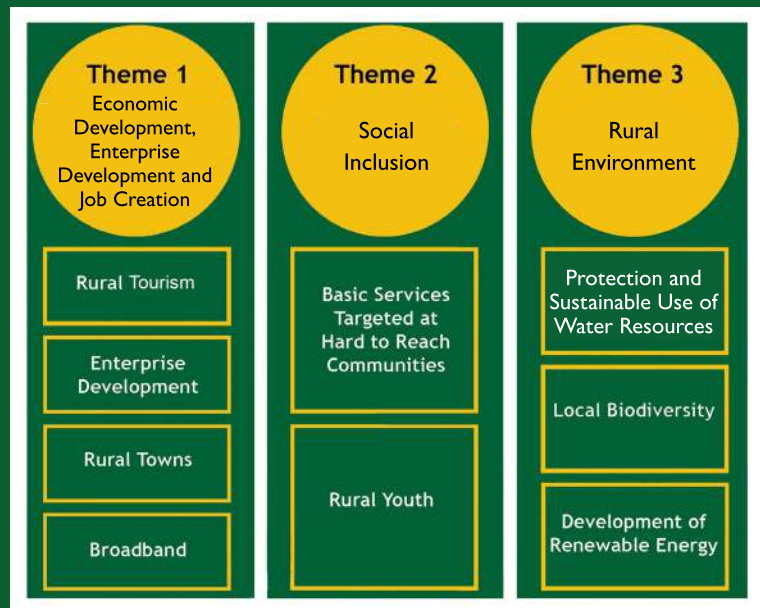 Theme 1
Economic
Development,
Enterprise
Development and
Job Creation
Rural Tourism
Enterprise
Development
Rural Towns
Broadband
Theme 2
Social
Inclusion
Basic Services
Targeted at
Hard to Reach
Communities
Rural Youth
Theme 3
Rural
Environment
Protection and
Sustainable Use of
Water Resources
Local Biodiversity
Development of
Renewable Energy